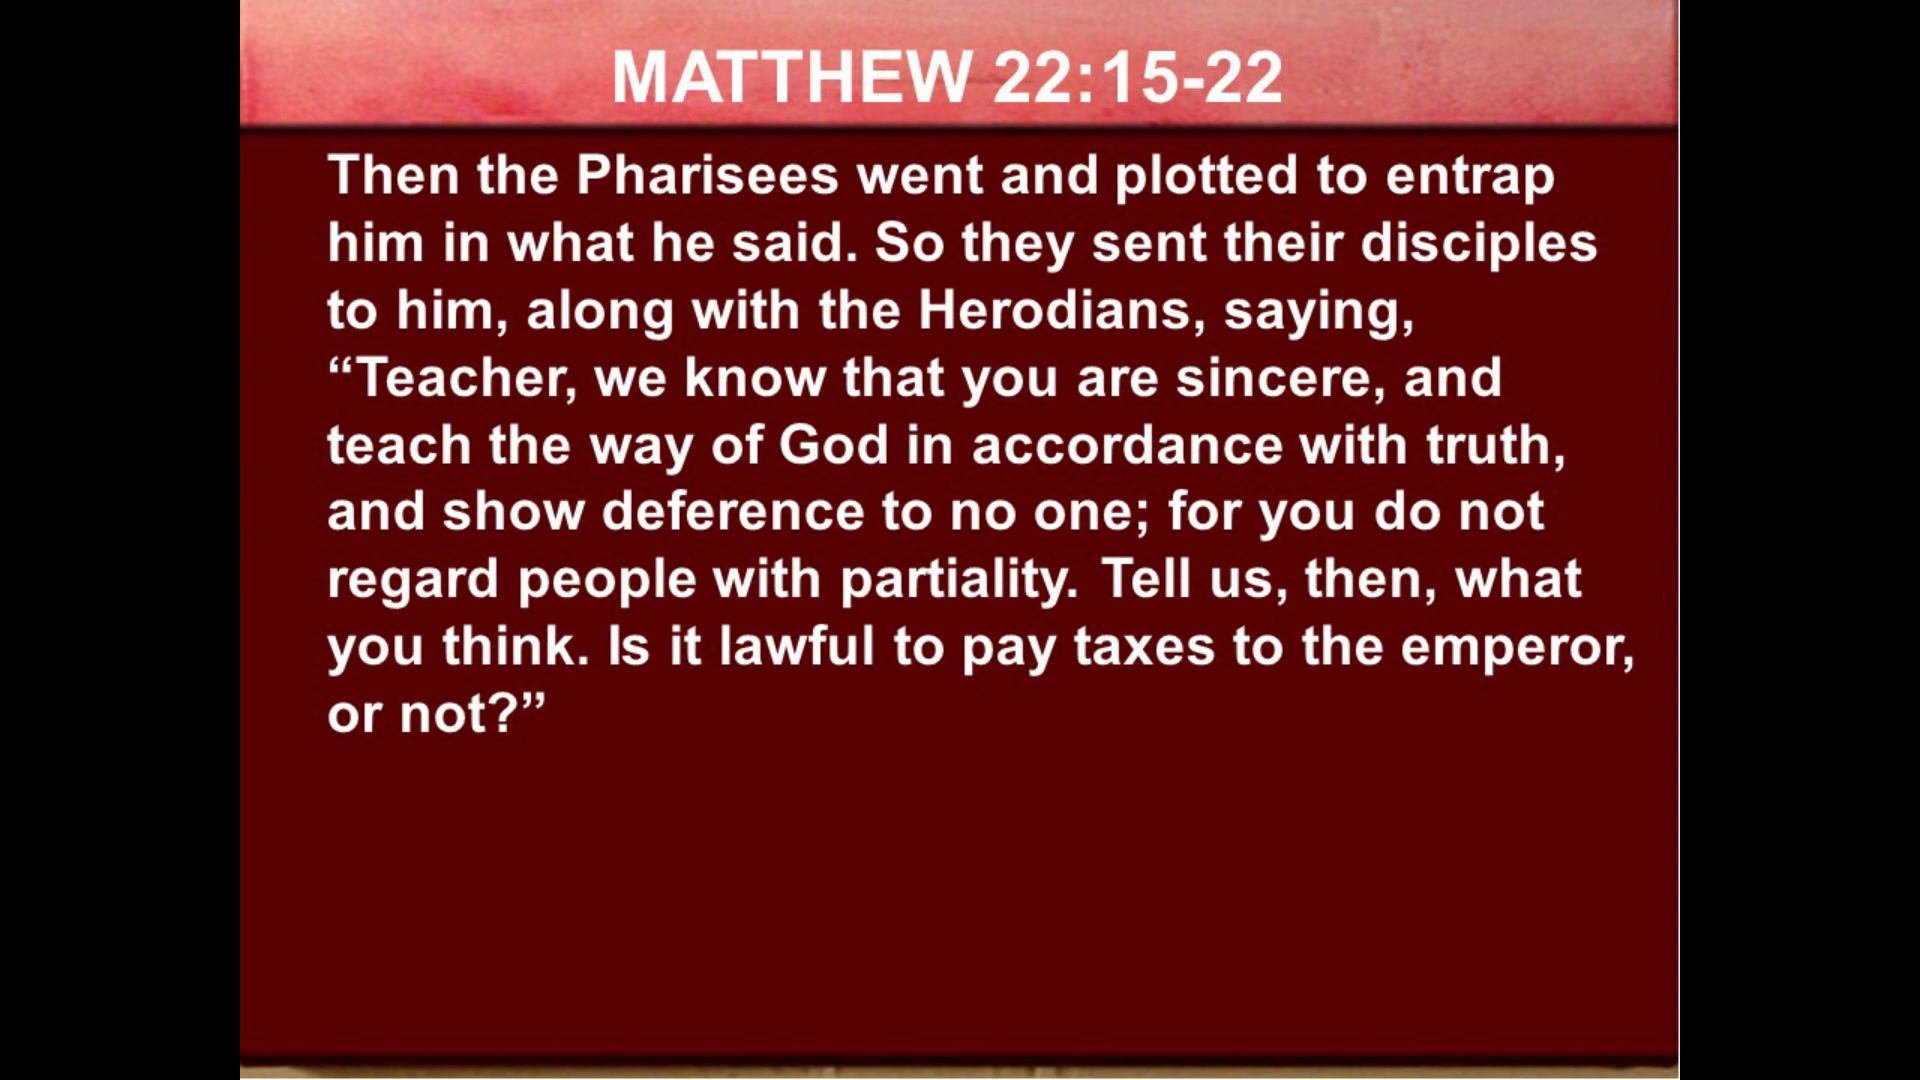 MATTHEW 22:15-22
Then the Pharisees went and plotted to entrap
him in what he said. So they sent their disciples
to him, along with the Herodians, saying,
“Teacher, we know that you are sincere, and
teach the way of God in accordance with truth,
and show deference to no one; for you do not
regard people with partiality. Tell us, then, what
you think. Is it lawful to pay taxes to the emperor,
or not?”